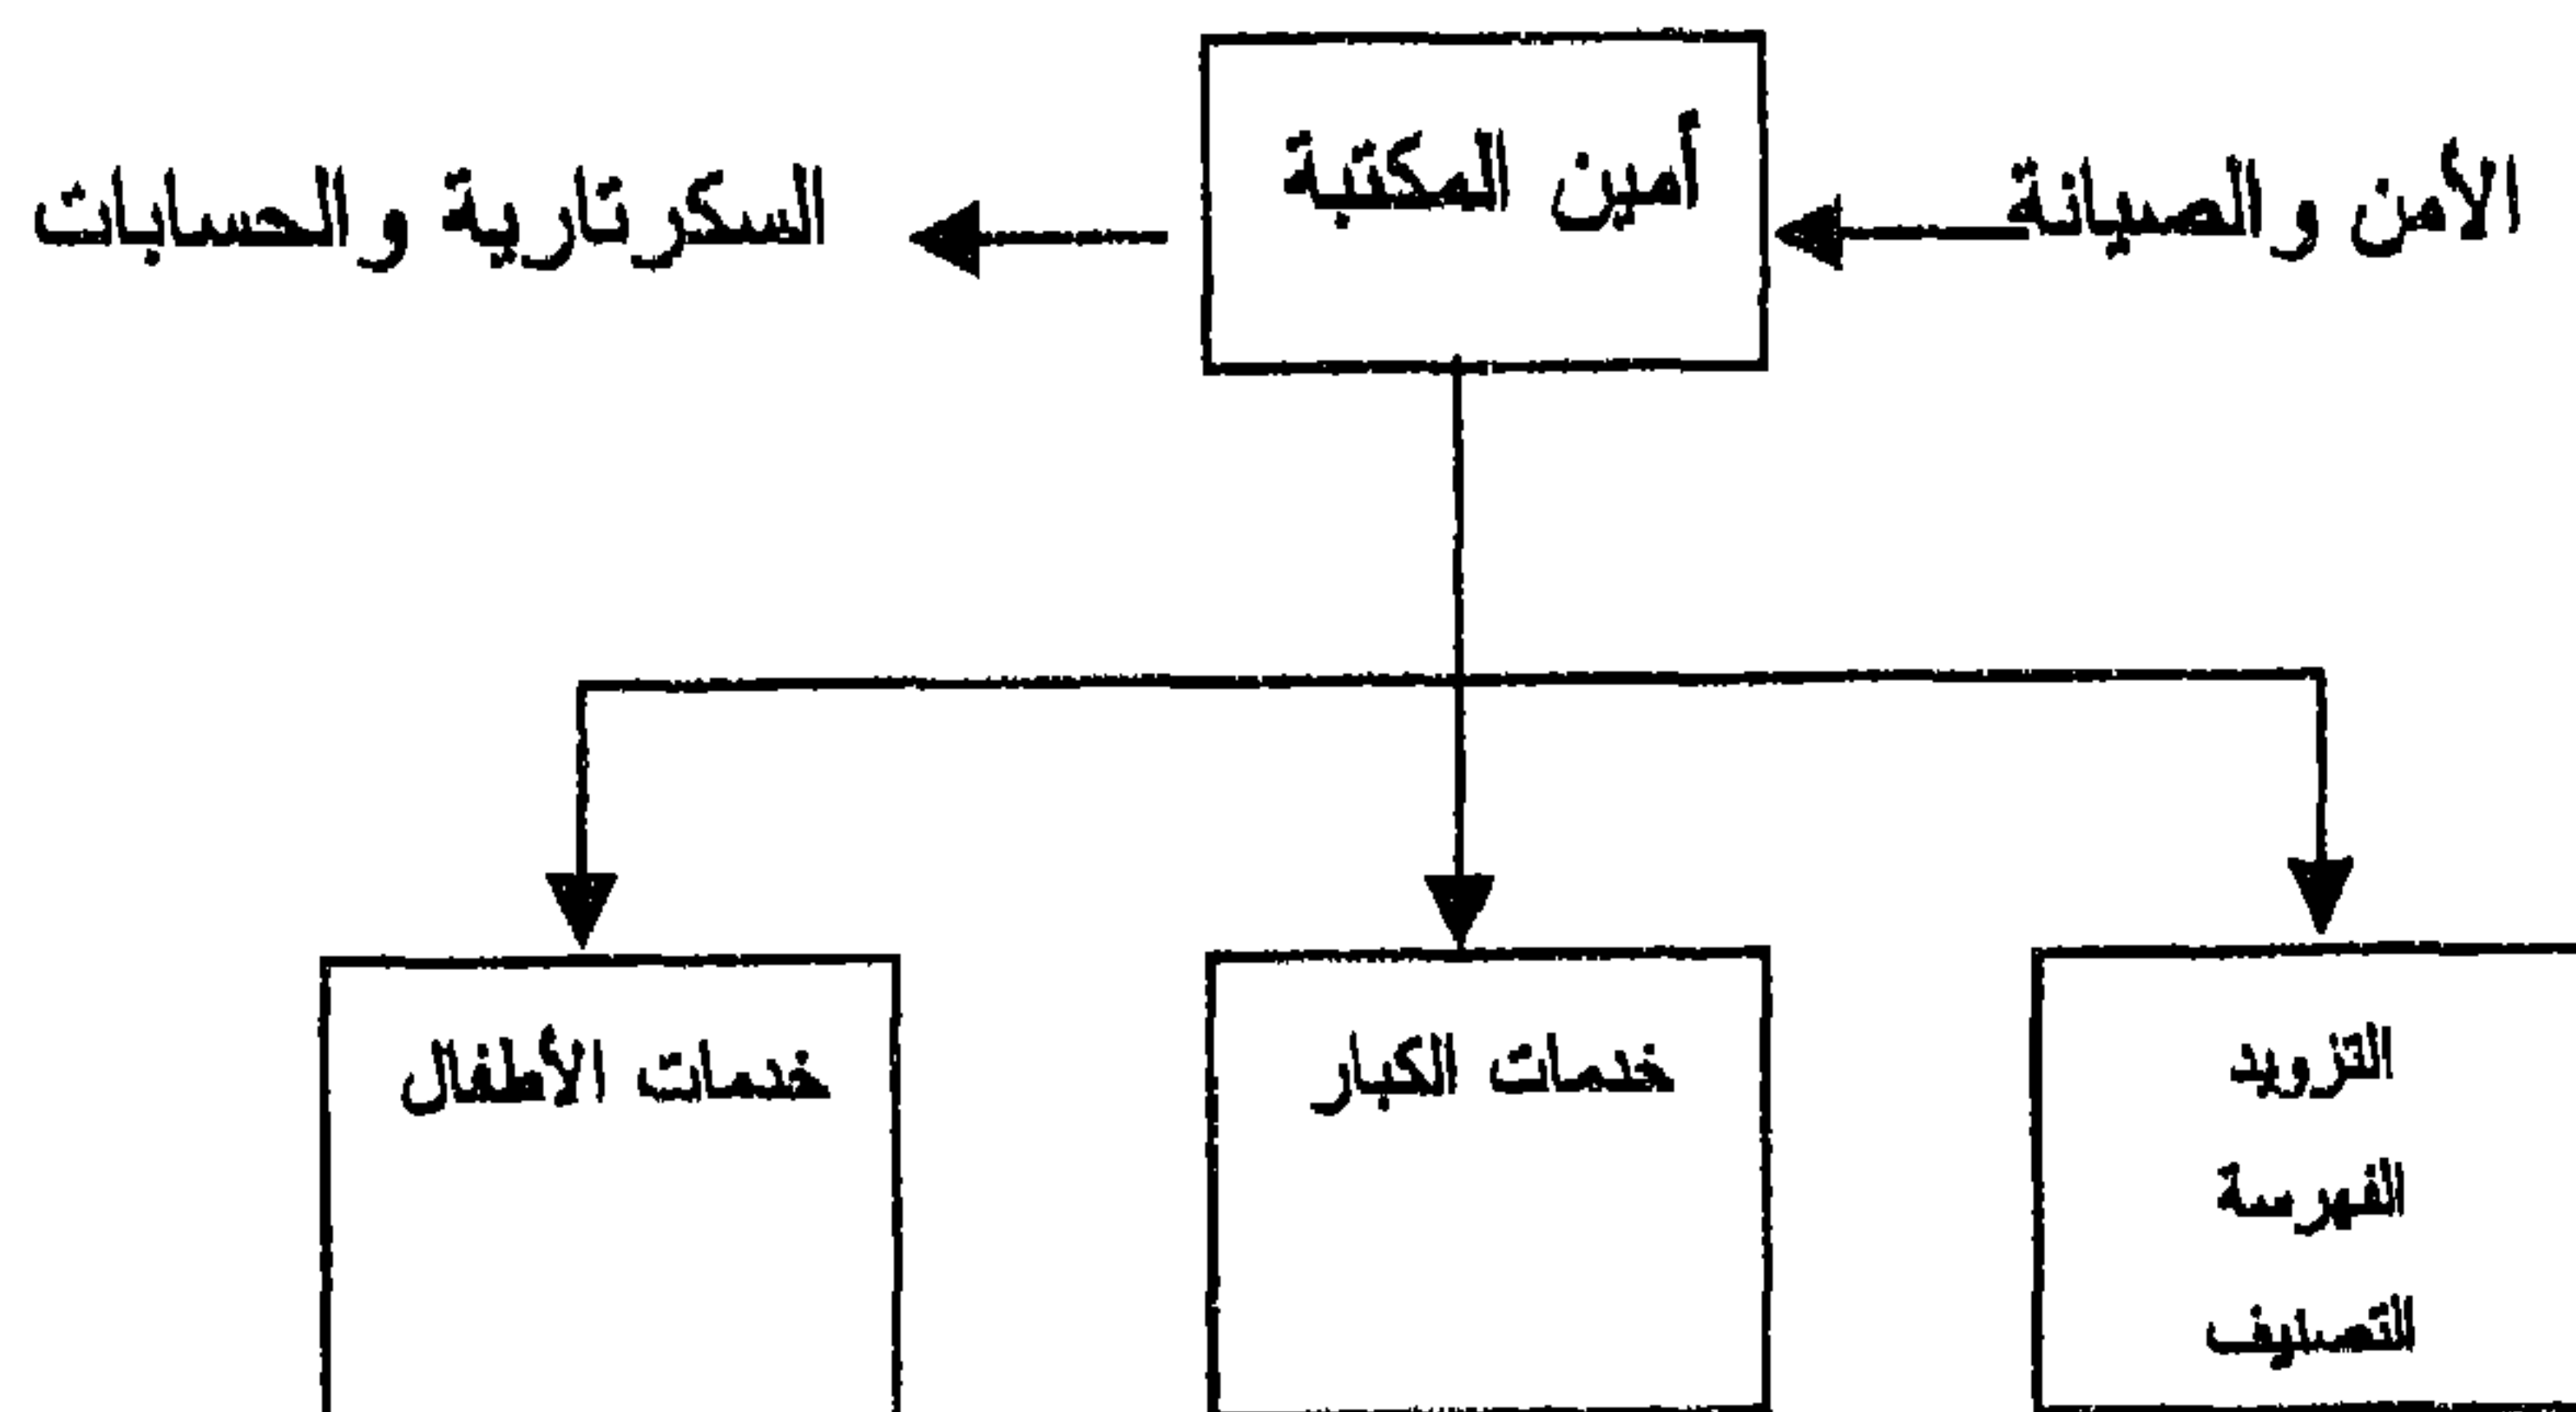 الأمن والصيانة
أمين المكتبة
السكرتارية والحسابات
التزويد
الفهرسة
التصنيف
خدمات الكبار
خدمات الأطفال